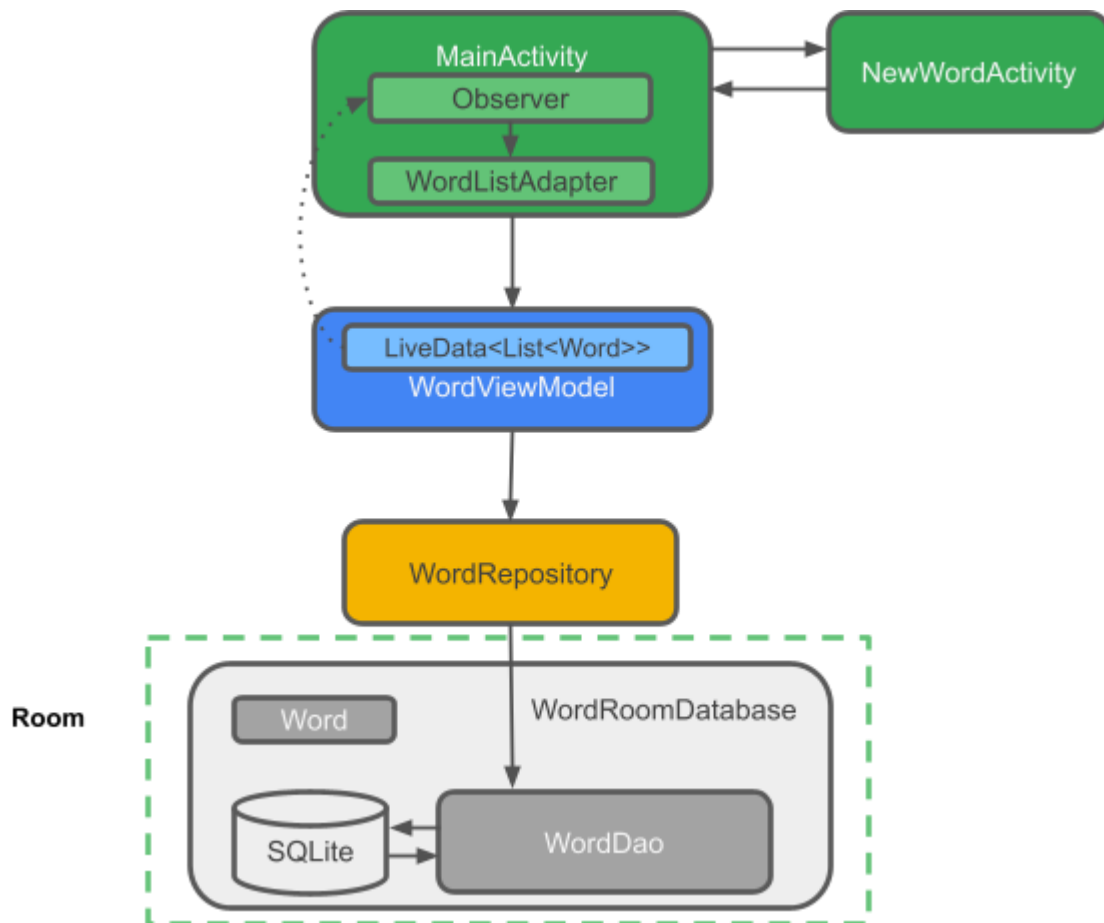 MainActivity
NewWordActivity
Observer
WordListAdapter
LiveData<List<Word>>
WordViewModel
WordRepository
Room
Word
WordRoomDatabase
SQLite
WordDao